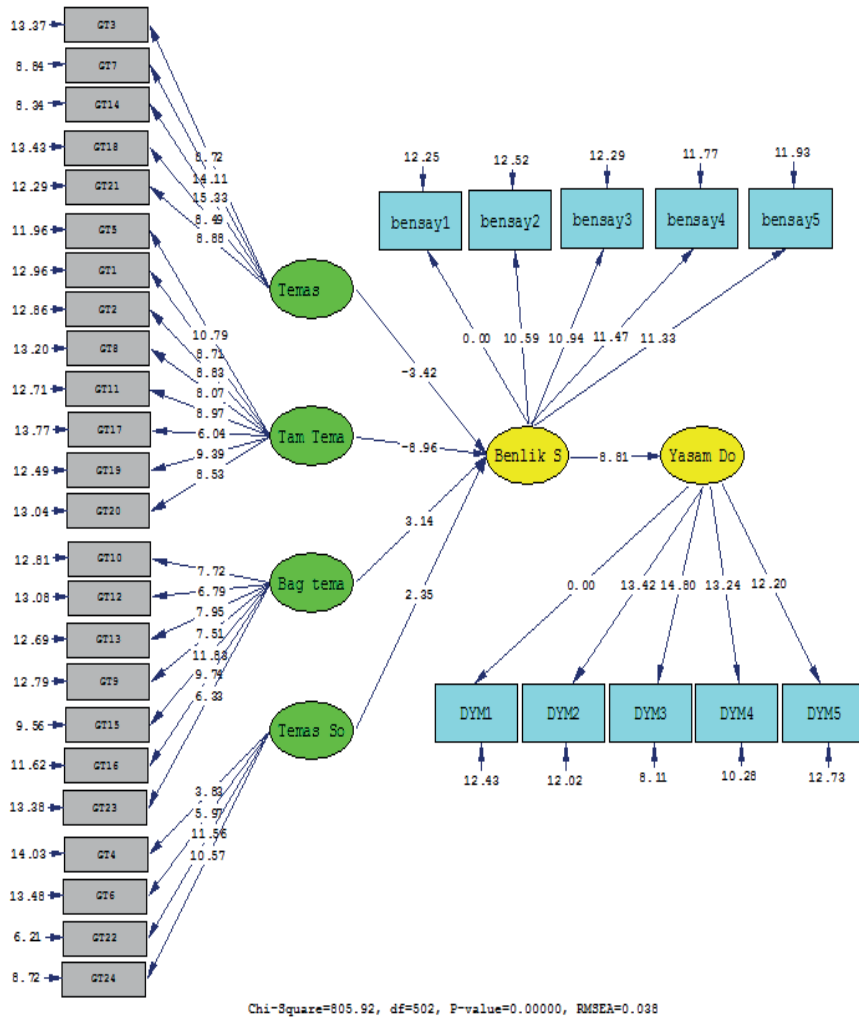 13.37 GT3
8.84 GT7
8.34 GT14
13.43 GT18
12.29 GT21
11.96 GT5
12.96 GT1
12.86 GT2
13.20 GT8
12.71 GT11
13.77 GT17
12.49 GT19
13.04 GT20
12.81 GT10
13.08 GT12
12.69 GT13
12.79 GT9
9.56 GT15
11.62 GT16
13.38 GT23
14.03 GT4
13.48 GT6
6.21 GT22
8.72 GT24
8.72
14.11
15.33
8.49
8.88
10.79
8.71
8.83
8.07
8.97
6.04
9.39
8.53
7.72
6.79
7.95
7.51
11.83
9.74
6.33
3.83
5.97
11.56
10.57
Temas
Tam Tema
Bag tema
Temas So
-3.42
-8.96
3.14
2.35
12.25 12.52 12.29 11.77 11.93
bensay1 bensay2 bensay3 bensay4 bensay5
0.00 10.59 10.94 11.47 11.33
Benlik S 8.81 Yasam Do
0.00 13.42 14.80 13.24 12.20
DYM1 DYM2 DYM3 DYM4 DYM5
12.43 12.02 8.11 10.28 12.73
Chi-Square=805.92, df=502, P-value=0.00000, RMSEA=0.038